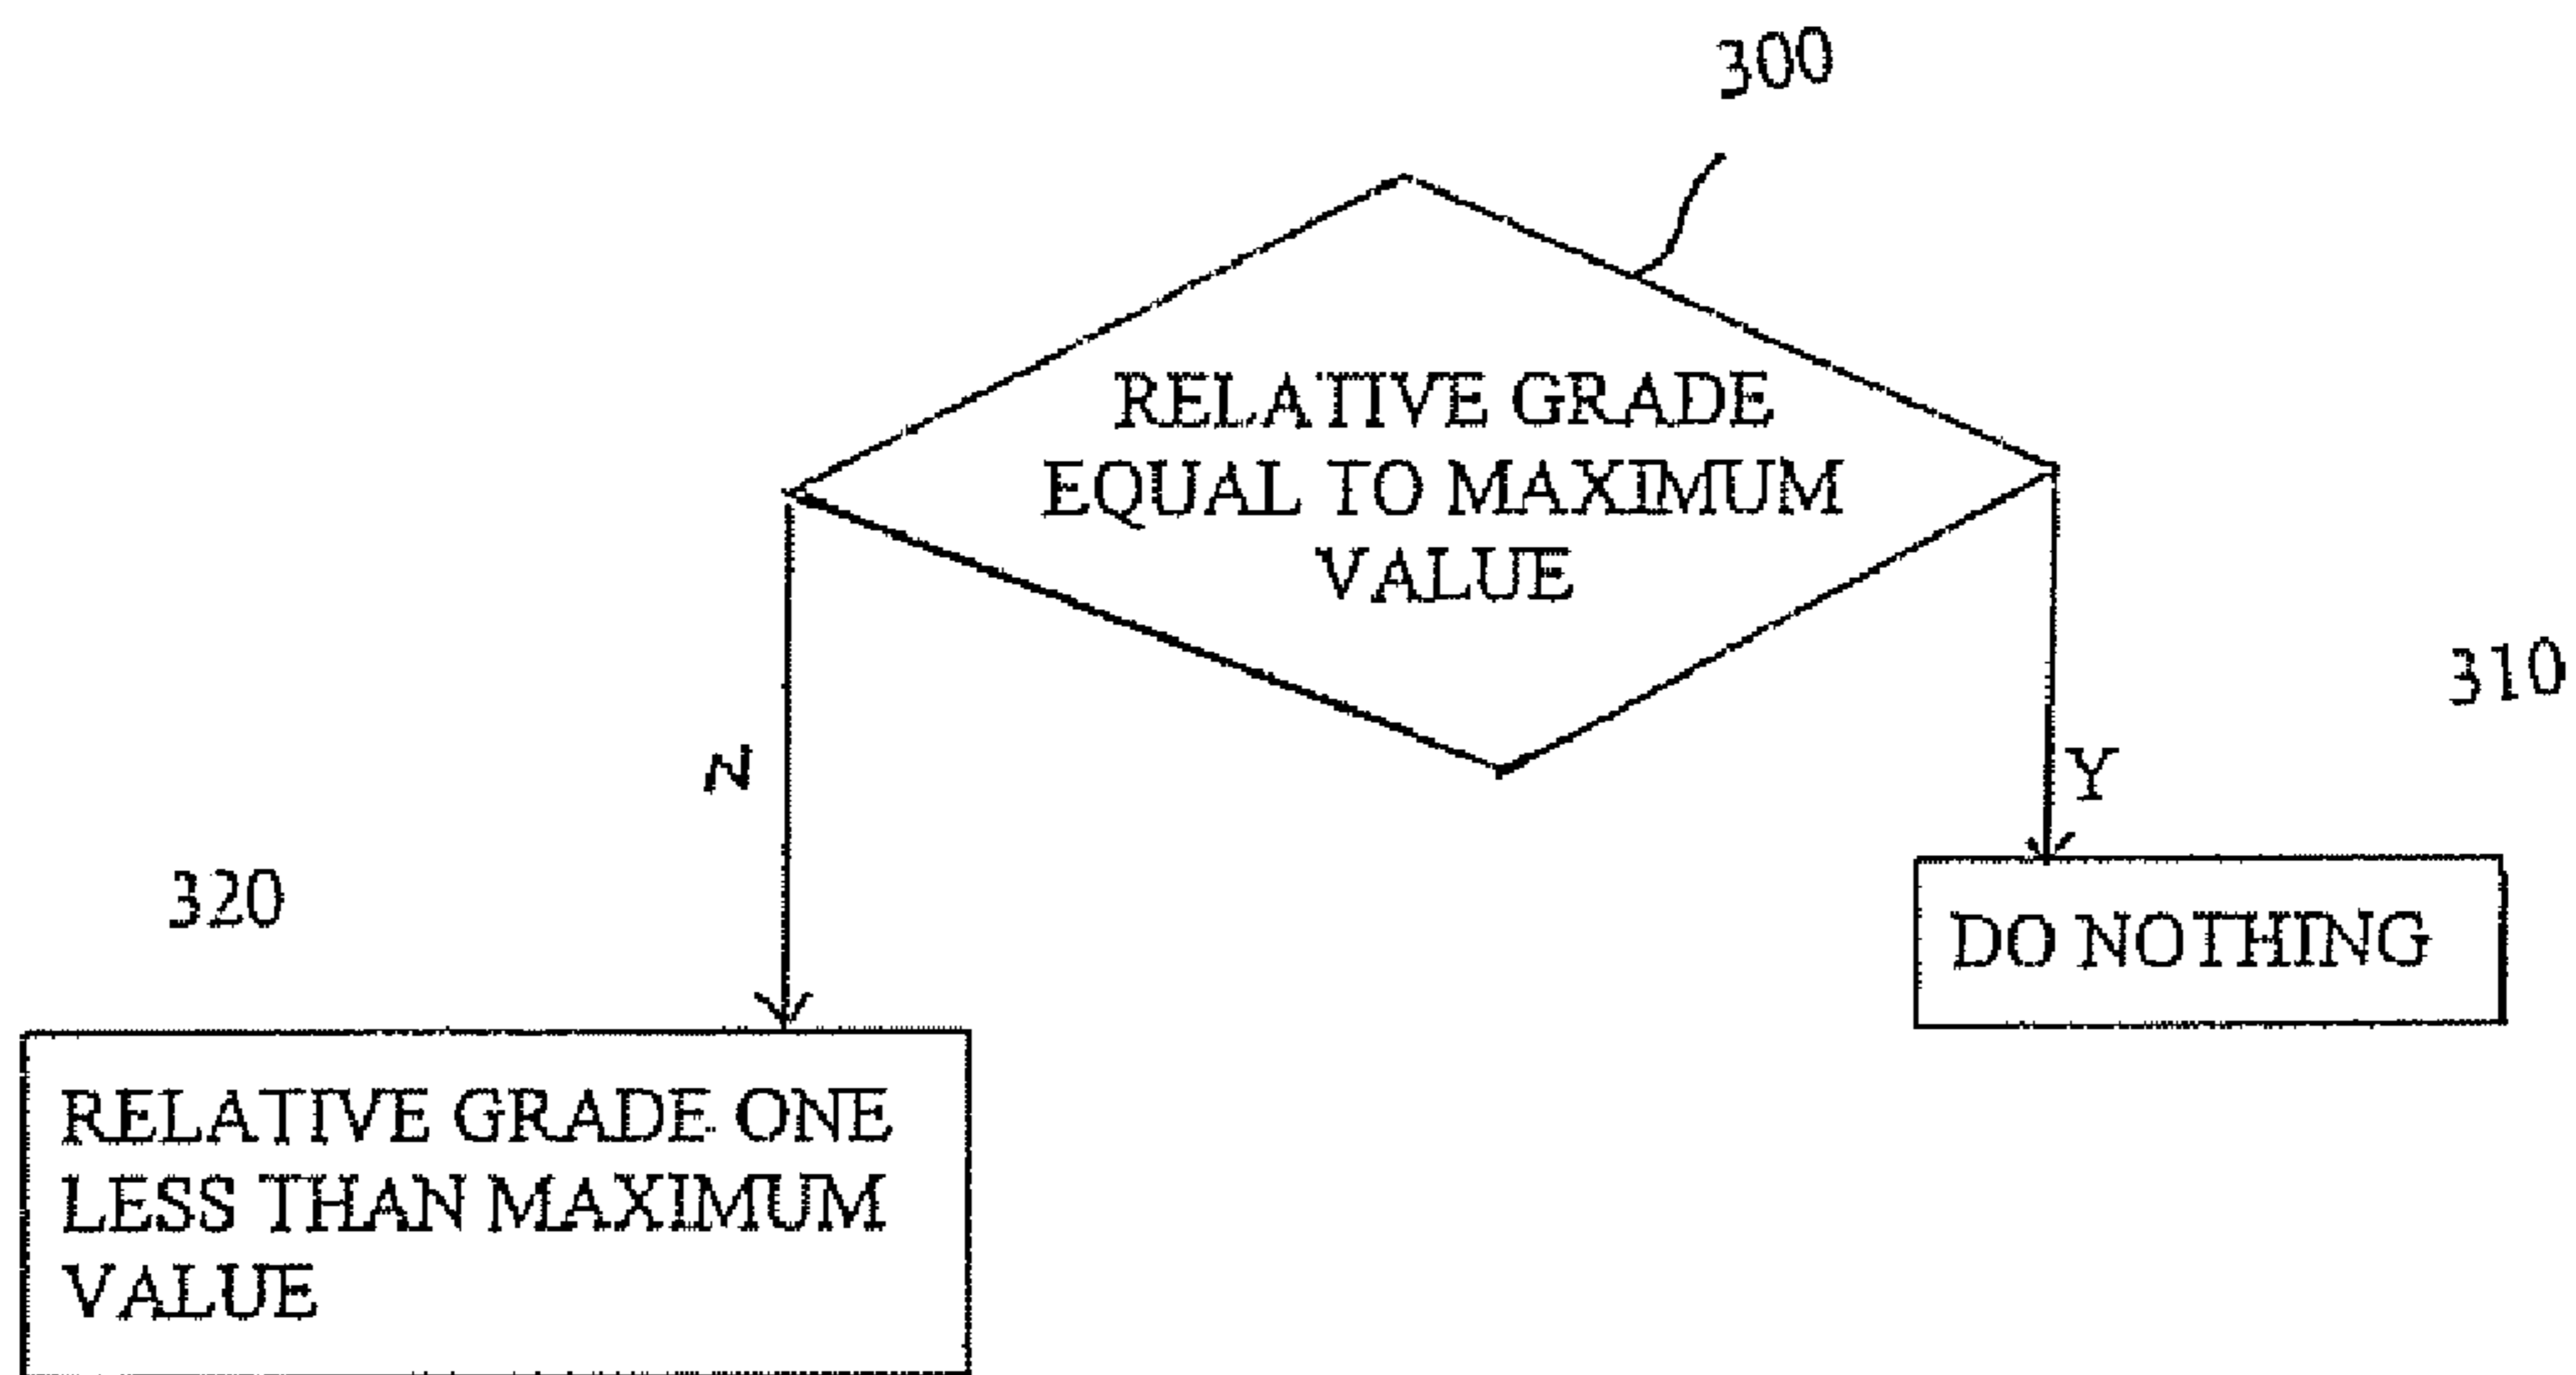 300
RELATIVE GRADE
EQUAL TO MAXIMUM
VALUE
310
N
Y
320
DO NOTHING
RELATIVE GRADE ONE
LESS THAN MAXIMUM
VALUE